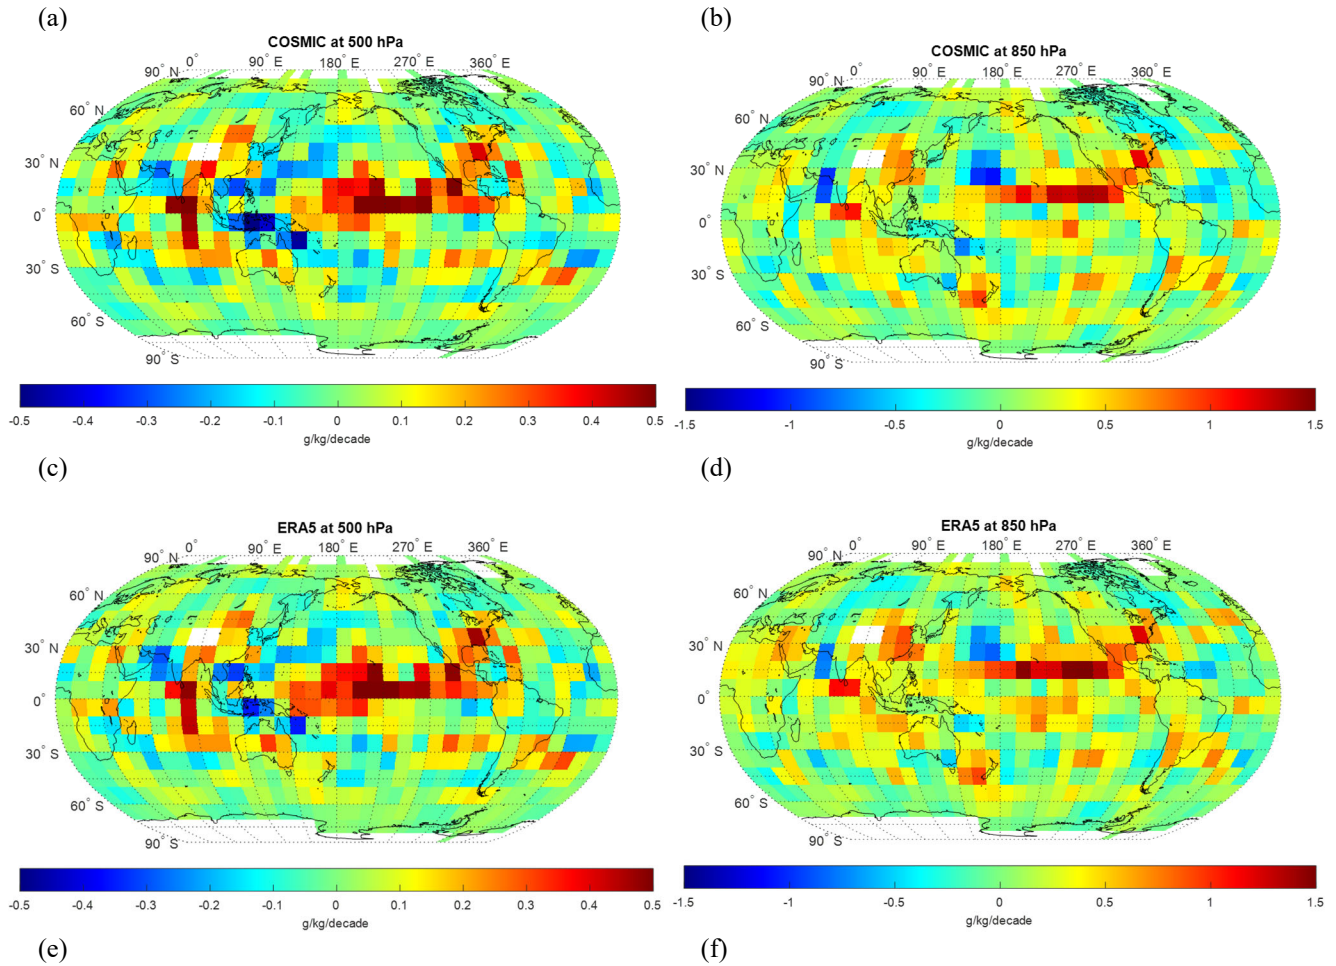 (a)
(b)
COSMIC at 500 hPa
COSMIC at 850 hPa
0° 90° E 180° E 270° E 360° E
90° N
60° N
30° N
0°
30° S
60° S
90° S
0° 90° E 180° E 270° E 360° E
90° N
60° N
30° N
0°
30° S
60° S
90° S
-0.5 -0.4 -0.3 -0.2 -0.1 0 0.1 0.2 0.3 0.4 0.5
g/kg/decade
-1.5 -1 -0.5 0 0.5 1 1.5
g/kg/decade
(c)
(d)
ERA5 at 500 hPa
ERA5 at 850 hPa
0° 90° E 180° E 270° E 360° E
90° N
60° N
30° N
0°
30° S
60° S
90° S
0° 90° E 180° E 270° E 360° E
90° N
60° N
30° N
0°
30° S
60° S
90° S
-0.5 -0.4 -0.3 -0.2 -0.1 0 0.1 0.2 0.3 0.4 0.5
g/kg/decade
-1.5 -1 -0.5 0 0.5 1 1.5
g/kg/decade
(e)
(f)